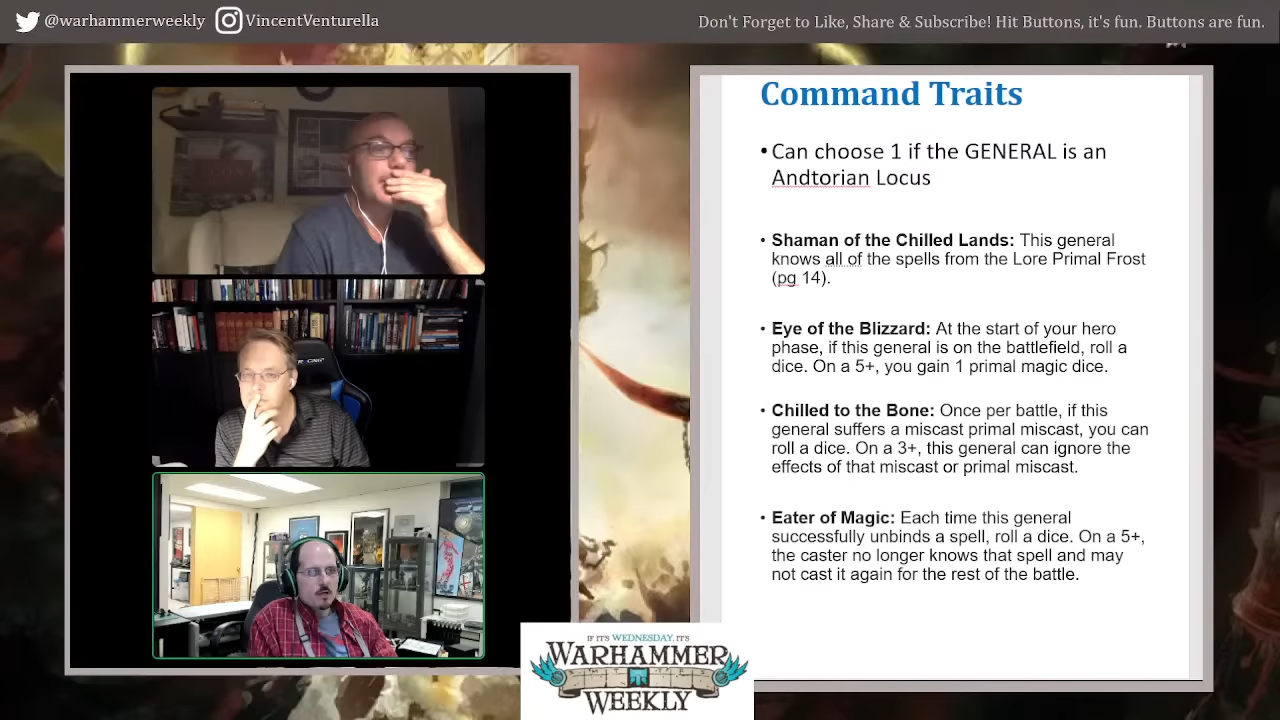 @warhammerweekly VincentVenturella
Don't Forget to Like, Share & Subscribe! Hit Buttons, it's fun. Buttons are fun.
Command Traits
• Can choose 1 if the GENERAL is an
Andtorian Locus
• Shaman of the Chilled Lands: This general
knows all of the spells from the Lore Primal Frost
(pg 14).
• Eye of the Blizzard: At the start of your hero
phase, if this general is on the battlefield, roll a
dice. On a 5+, you gain 1 primal magic dice.
• Chilled to the Bone: Once per battle, if this
general suffers a miscast primal miscast, you can
roll a dice. On a 3+, this general can ignore the
effects of that miscast or primal miscast.
• Eater of Magic: Each time this general
successfully unbinds a spell, roll a dice. On a 5+,
the caster no longer knows that spell and may
not cast it again for the rest of the battle.
IF IT'S WEDNESDAY, IT'S
WARHAMMER
WEEKLY